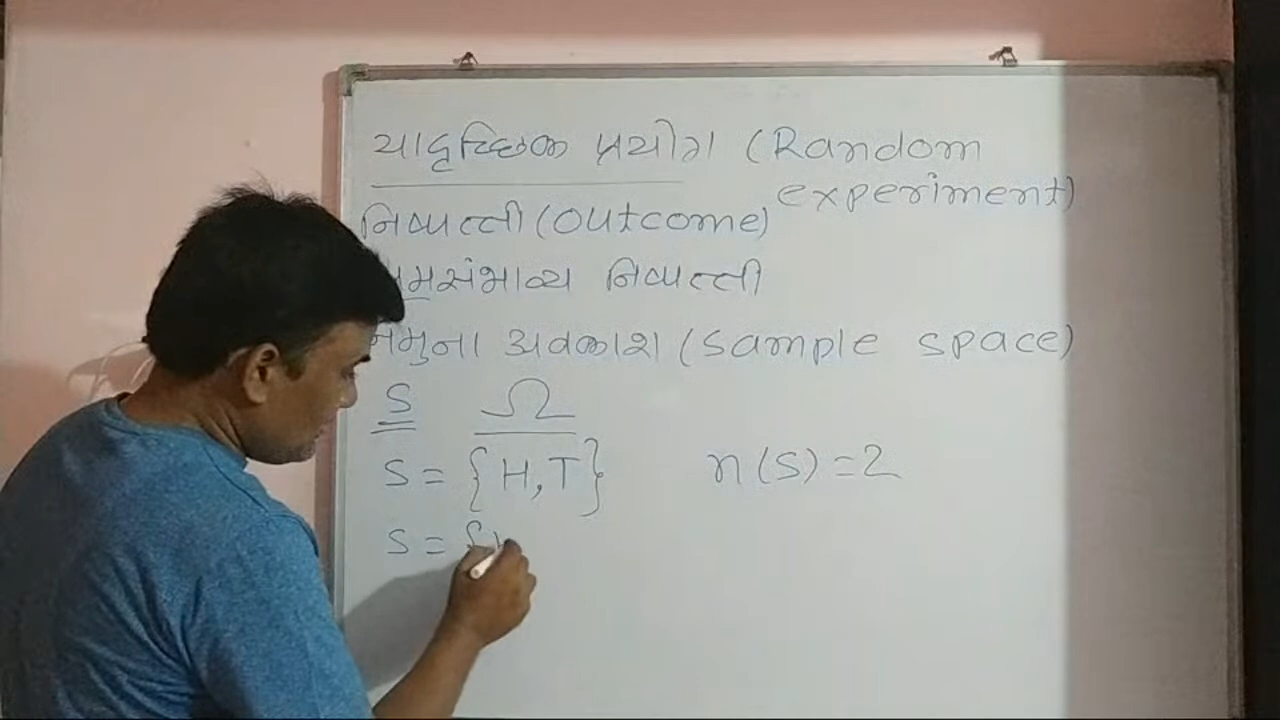 યાદૃચ્છિક પ્રયોગ (Random
experiment)
નિષ્પત્તી (outcome)
સમસંભાવ્ય નિષ્પત્તી
નમુના અવકાશ (sample space)
S Ω
S = {H,T} n(S)=2
S = {H